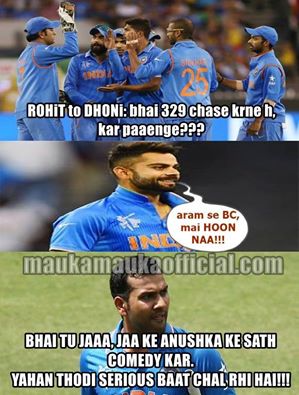 25
ROHiT to DHONi: bhai 329 chase krne h,
kar paaenge???
aram se BC,
mai HOON
NAA!!!
maukamaukaofficial.com
BHAI TU JAAA, JAA KE ANUSHKA KE SATH
COMEDY KAR.
YAHAN THODI SERIOUS BAAT CHAL RHI HAI!!!